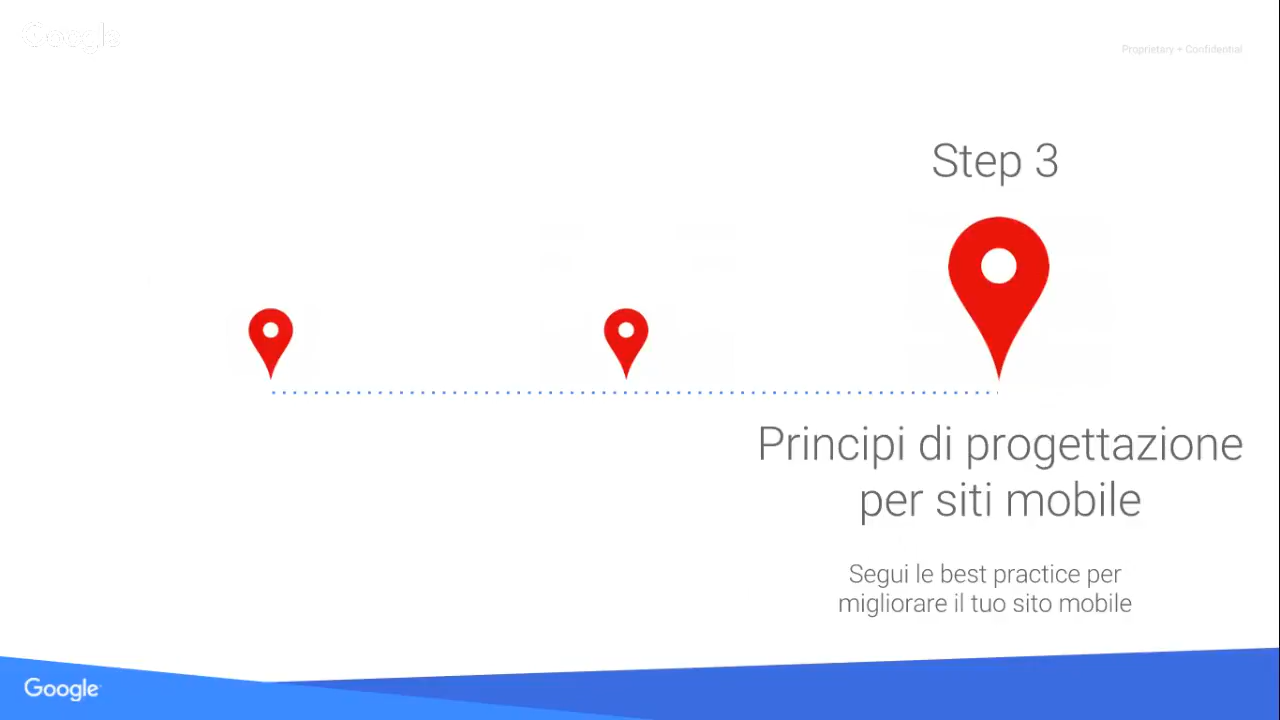 Google
Proprietary + Confidential
Step 3
Principi di progettazione
per siti mobile
Segui le best practice per
migliorare il tuo sito mobile
Google